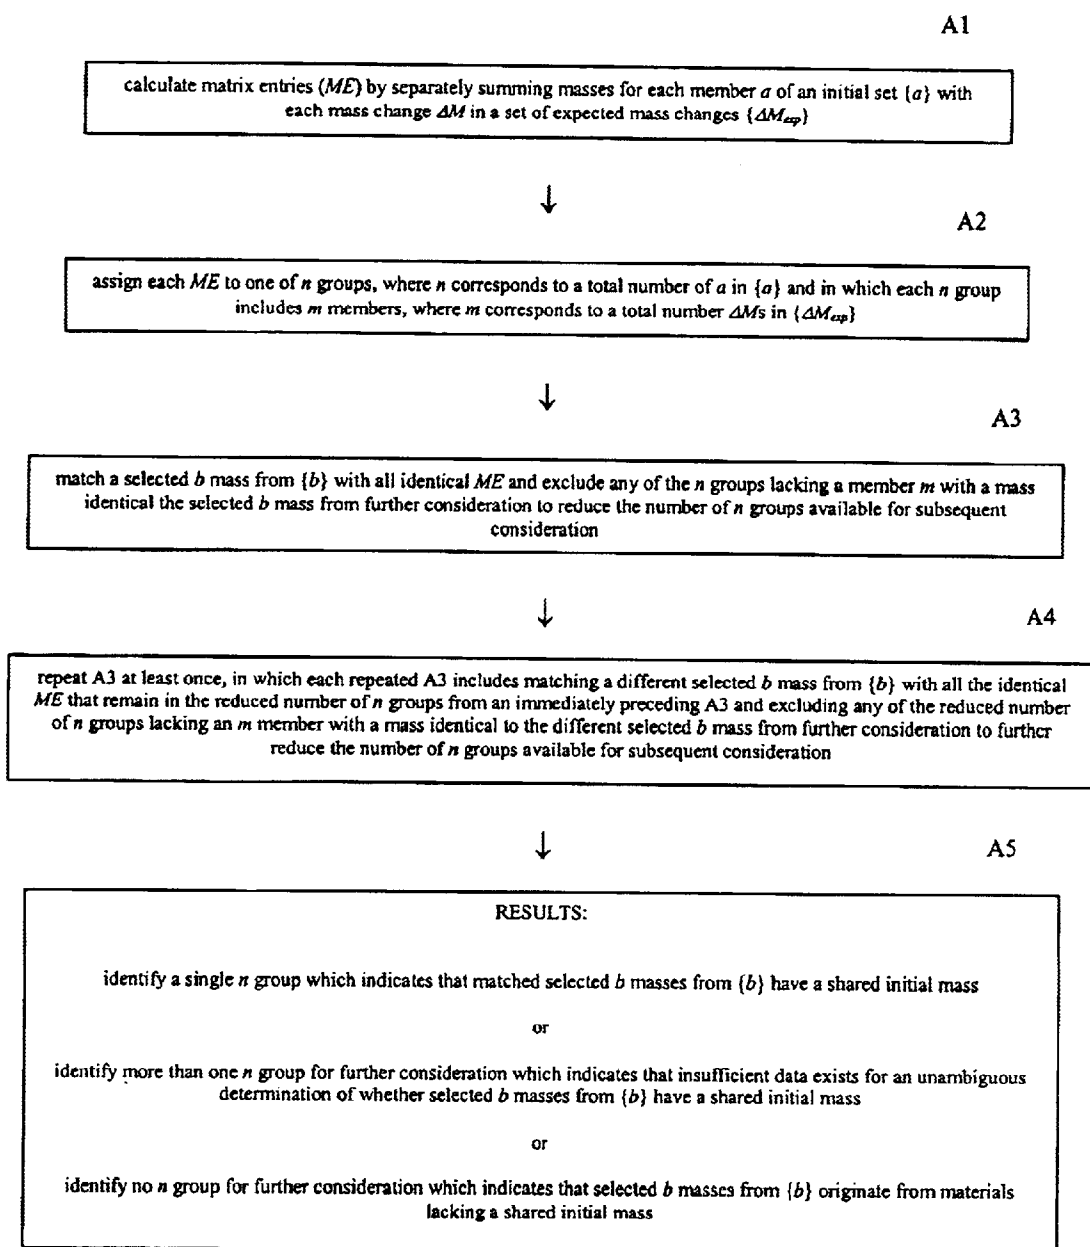 A1
calculate matrix entries (ME) by separately summing masses for each member a of an initial set {a} with
each mass change ΔM in a set of expected mass changes {ΔMexp}
↓
A2
assign each ME to one of n groups, where n corresponds to a total number of a in {a} and in which each n group
includes m members, where m corresponds to a total number ΔMs in {ΔMexp}
↓
A3
match a selected b mass from {b} with all identical ME and exclude any of the n groups lacking a member m with a mass
identical the selected b mass from further consideration to reduce the number of n groups available for subsequent
consideration
↓
A4
repeat A3 at least once, in which each repeated A3 includes matching a different selected b mass from {b} with all the identical
ME that remain in the reduced number of n groups from an immediately preceding A3 and excluding any of the reduced number
of n groups lacking an m member with a mass identical to the different selected b mass from further consideration to further
reduce the number of n groups available for subsequent consideration
↓
A5
RESULTS:
identify a single n group which indicates that matched selected b masses from {b} have a shared initial mass
or
identify more than one n group for further consideration which indicates that insufficient data exists for an unambiguous
determination of whether selected b masses from {b} have a shared initial mass
or
identify no n group for further consideration which indicates that selected b masses from {b} originate from materials
lacking a shared initial mass